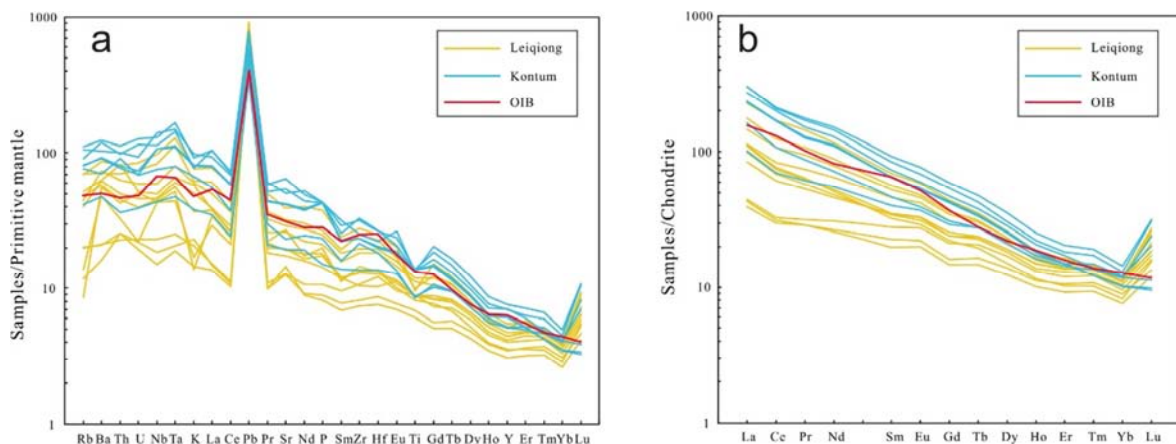 a
Samples/Primitive mantle
1000
100
10
1
Leiqiong
Kontum
OIB
Rb Ba Th U Nb Ta K La Ce Pb Pr Sr Nd P Sm Zr Hf Eu Ti Gd Tb Dy Ho Y Er Tm Yb Lu
b
Samples/Chondrite
1000
100
10
1
Leiqiong
Kontum
OIB
La Ce Pr Nd Sm Eu Gd Tb Dy Ho Er Tm Yb Lu